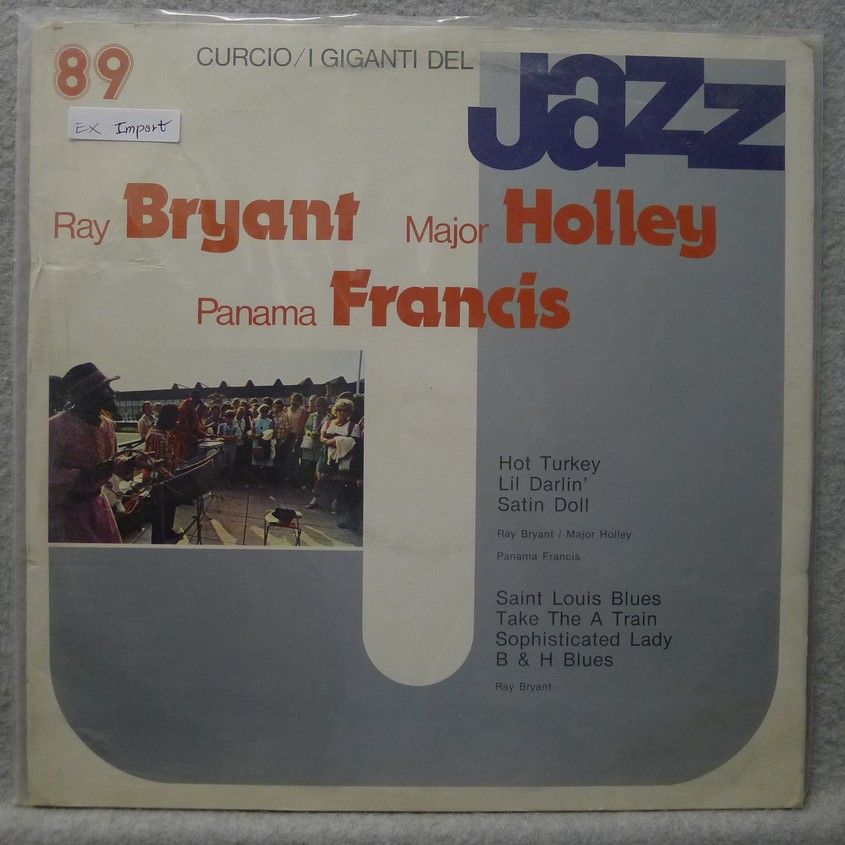 89
CURCIO/I GIGANTI DEL
Jazz
EX Import
Ray Bryant Major Holley
Panama Francis
Hot Turkey
Lil Darlin'
Satin Doll
Ray Bryant / Major Holley
Panama Francis
Saint Louis Blues
Take The A Train
Sophisticated Lady
B & H Blues
Ray Bryant